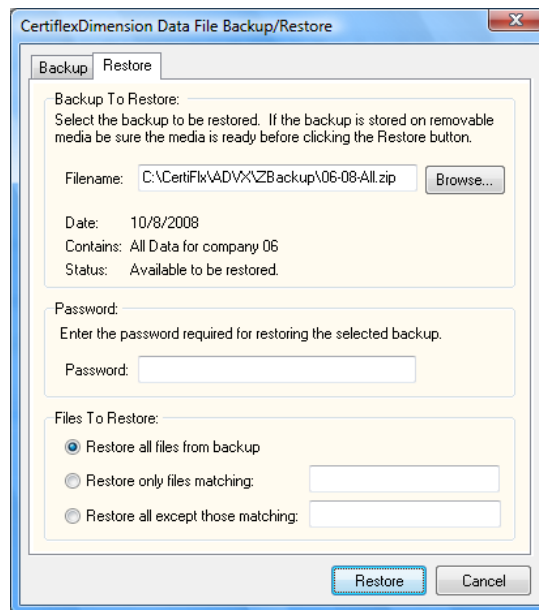 CertiflexDimension Data File Backup/Restore
Backup
Restore
Backup To Restore:
Select the backup to be restored. If the backup is stored on removable
media be sure the media is ready before clicking the Restore button.
Filename:
C:\CertiFlx\ADVX\ZBackup\06-08-All.zip
Browse...
Date: 10/8/2008
Contains: All Data for company 06
Status: Available to be restored.
Password:
Enter the password required for restoring the selected backup.
Password:
Files To Restore:
Restore all files from backup
Restore only files matching:
Restore all except those matching:
Restore
Cancel